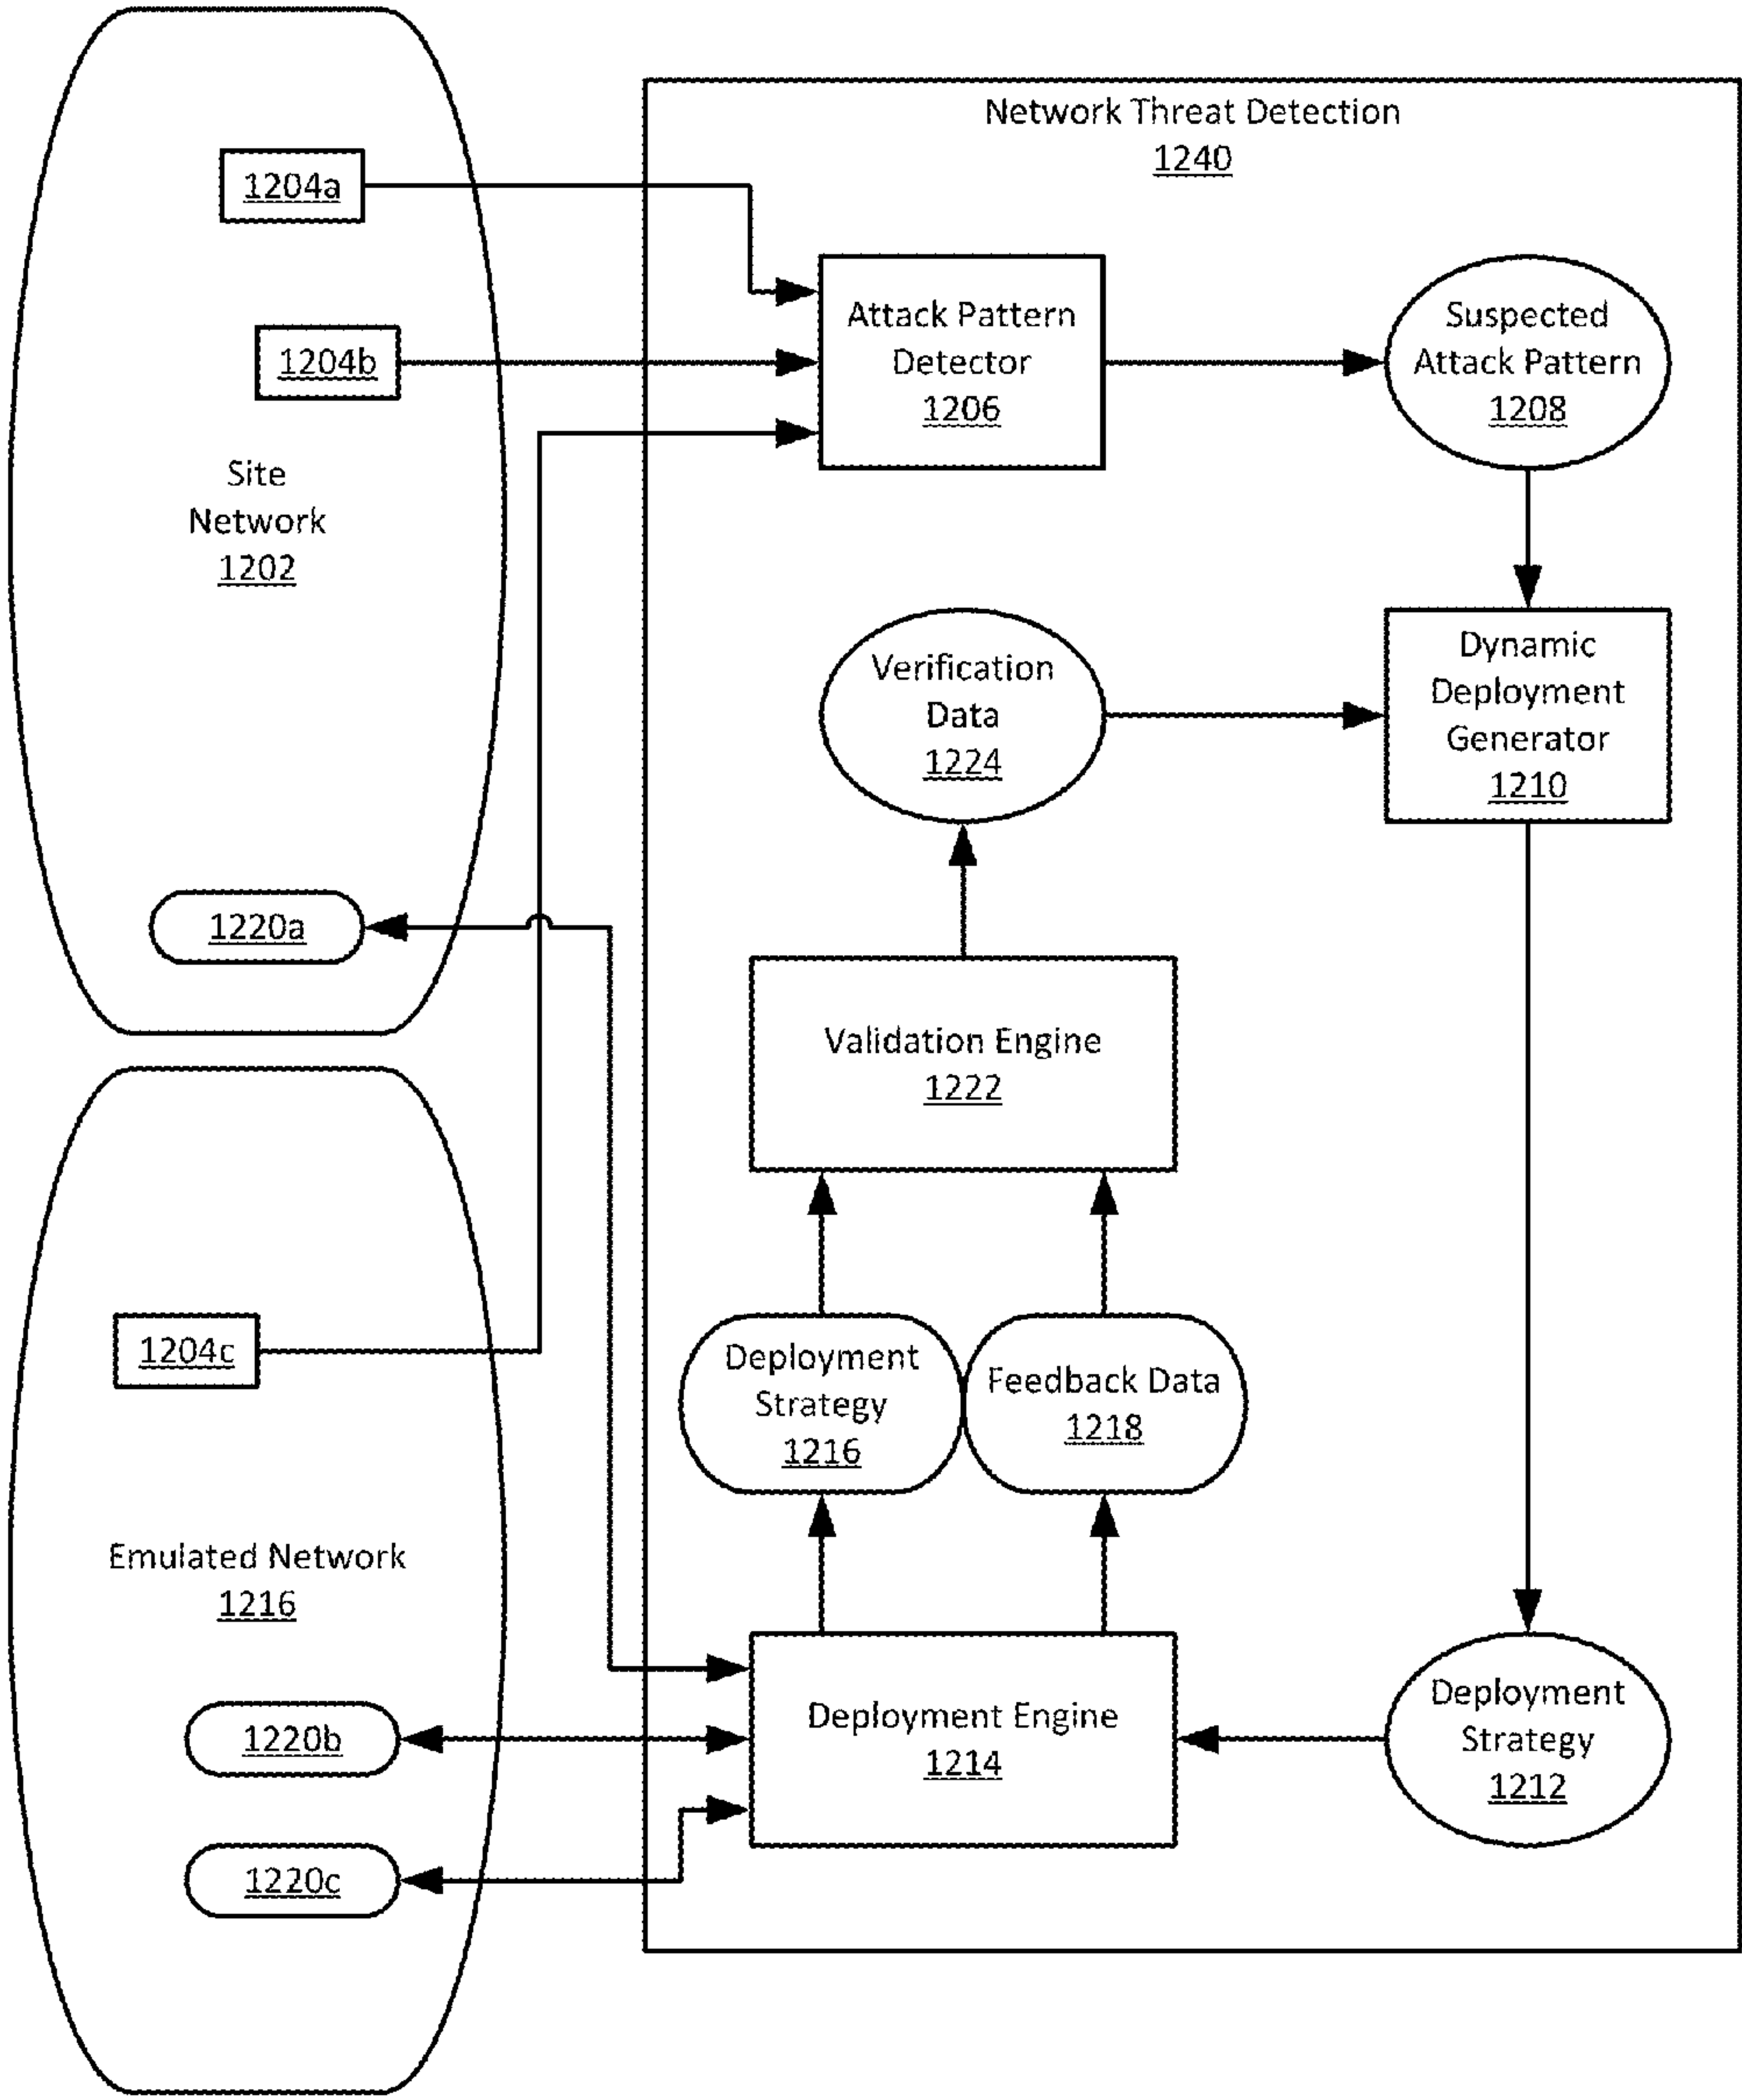 Network Threat Detection
1240
1204a
1204b
Site
Network
1202
1220a
Attack Pattern
Detector
1206
Suspected
Attack Pattern
1208
Verification
Data
1224
Dynamic
Deployment
Generator
1210
Validation Engine
1222
Deployment
Strategy
1216
Feedback Data
1218
1204c
Emulated Network
1216
1220b
1220c
Deployment Engine
1214
Deployment
Strategy
1212